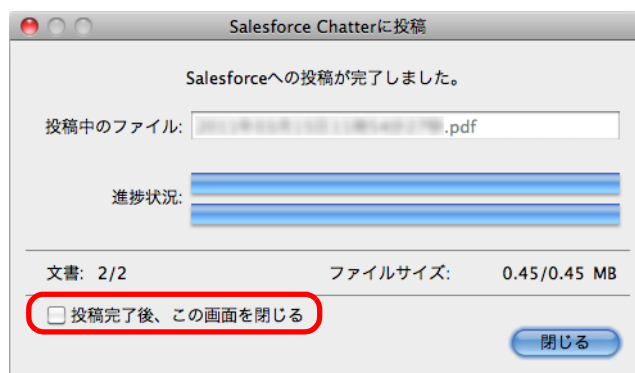 Salesforce Chatterに投稿
Salesforceへの投稿が完了しました。
投稿中のファイル: .pdf
進捗状況:
文書: 2/2 ファイルサイズ: 0.45/0.45 MB
投稿完了後、この画面を閉じる
閉じる